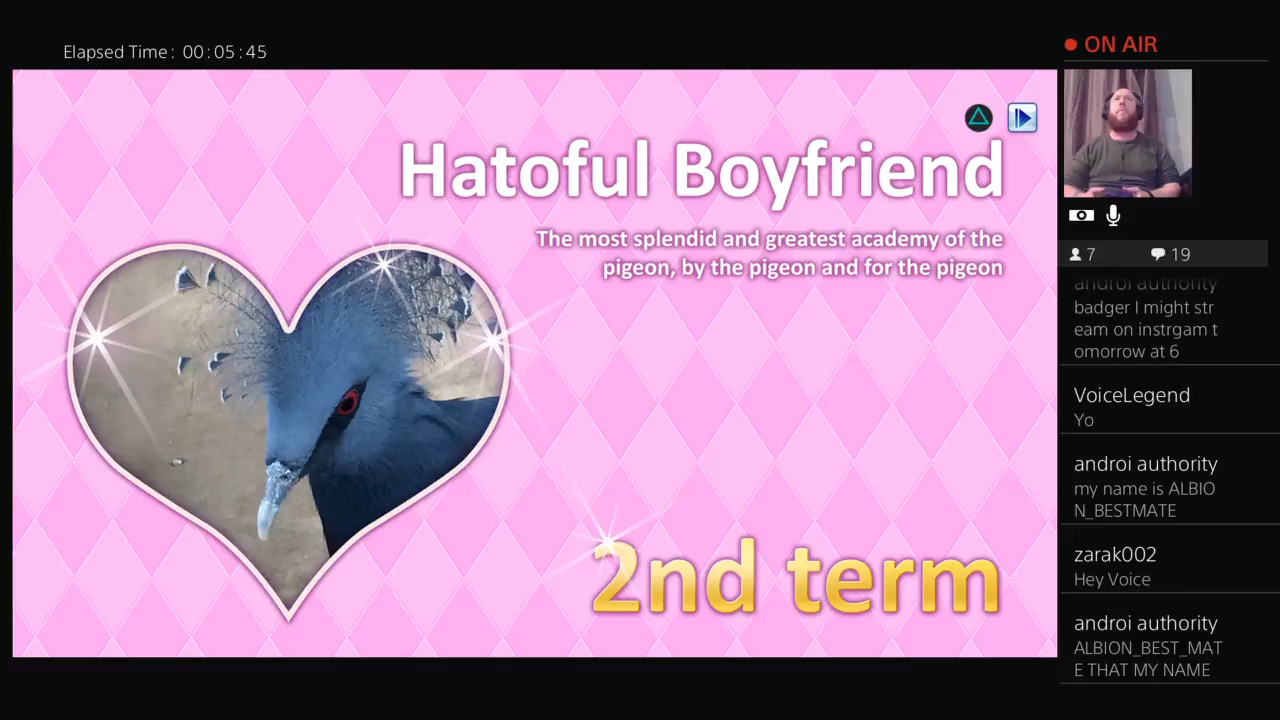 Elapsed Time: 00:05:45
ON AIR
Hatoful Boyfriend
The most splendid and greatest academy of the
pigeon, by the pigeon and for the pigeon
2nd term
7
19
androi authority
badger I might str
eam on instrgam t
omorrow at 6
VoiceLegend
Yo
androi authority
my name is ALBIO
N_BESTMATE
zarak002
Hey Voice
androi authority
ALBION_BEST_MAT
E THAT MY NAME